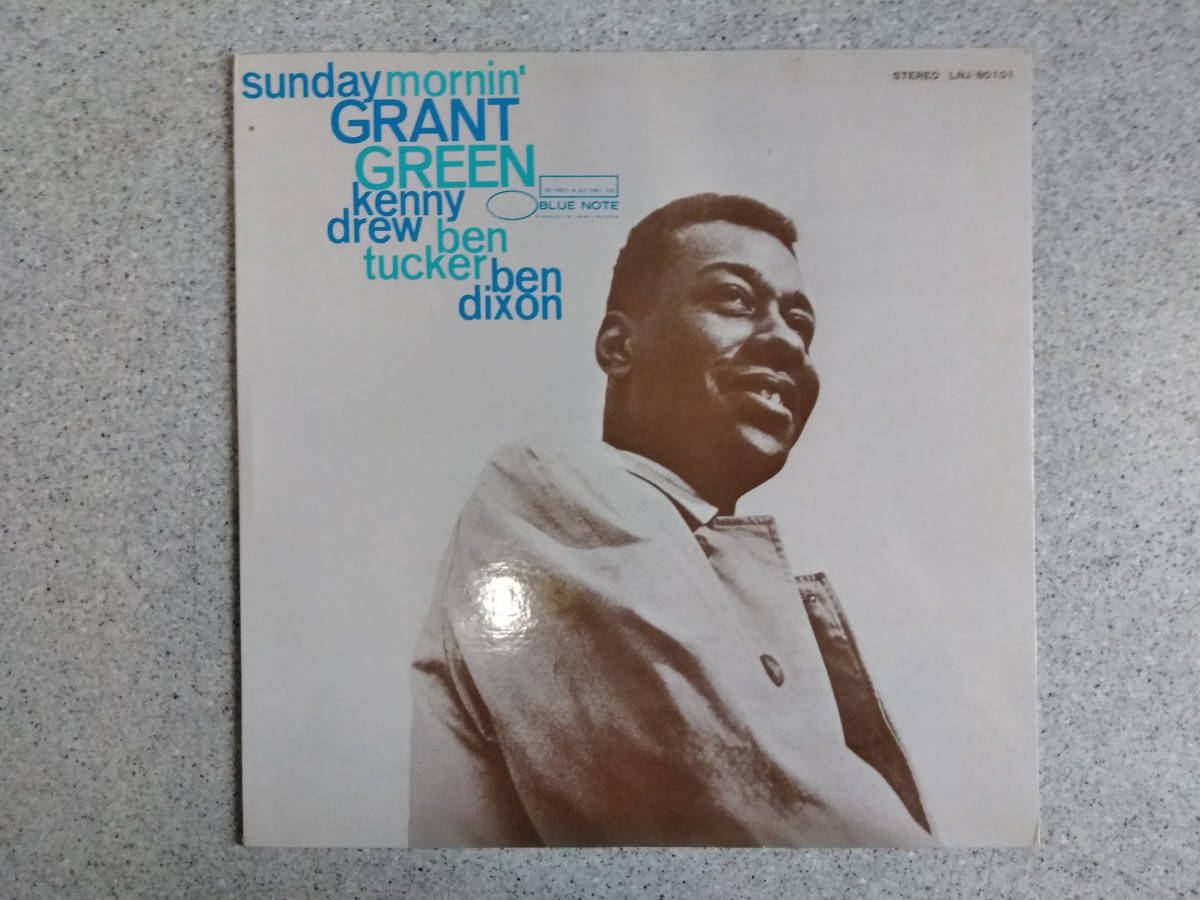 sunday mornin'
GRANT
GREEN
kenny
drew ben
tucker ben
dixon
BLUE NOTE
STEREO LNJ-80101